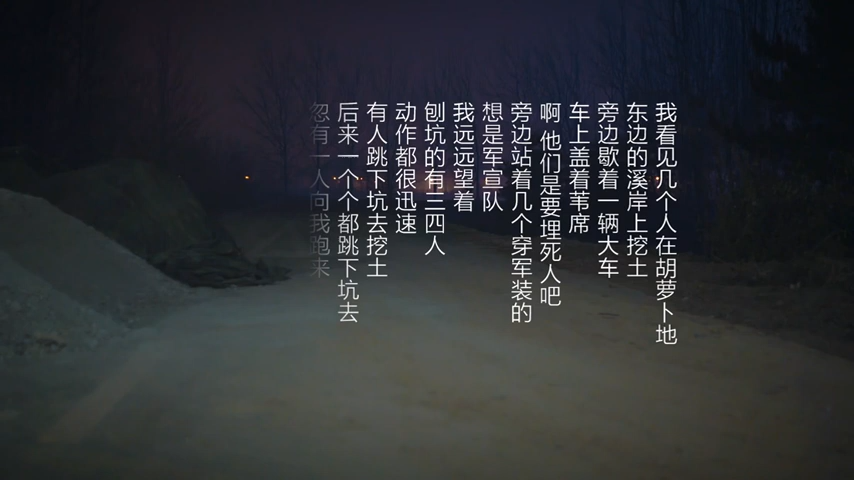 我看见几个人在胡萝卜地
东边的溪岸上挖土
旁边歇着一辆大车
车上盖着苇席
啊 他们是要埋死人吧
旁边站着几个穿军装的
想是军宣队
我远远望着
刨坑的有三四人
动作都很迅速
有人跳下坑去挖土
后来一个个都跳下坑去
忽有一人向我跑来